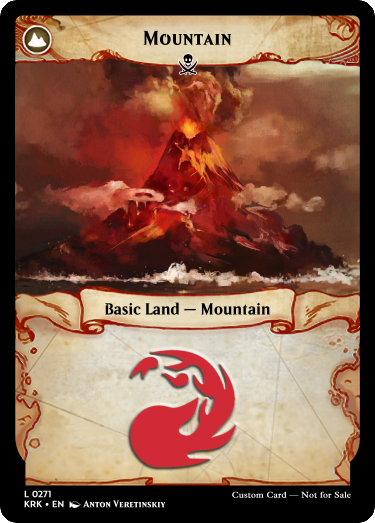 Mountain
Basic Land — Mountain
L 0271
KRK • EN Anton Veretinskiy
Custom Card — Not for Sale